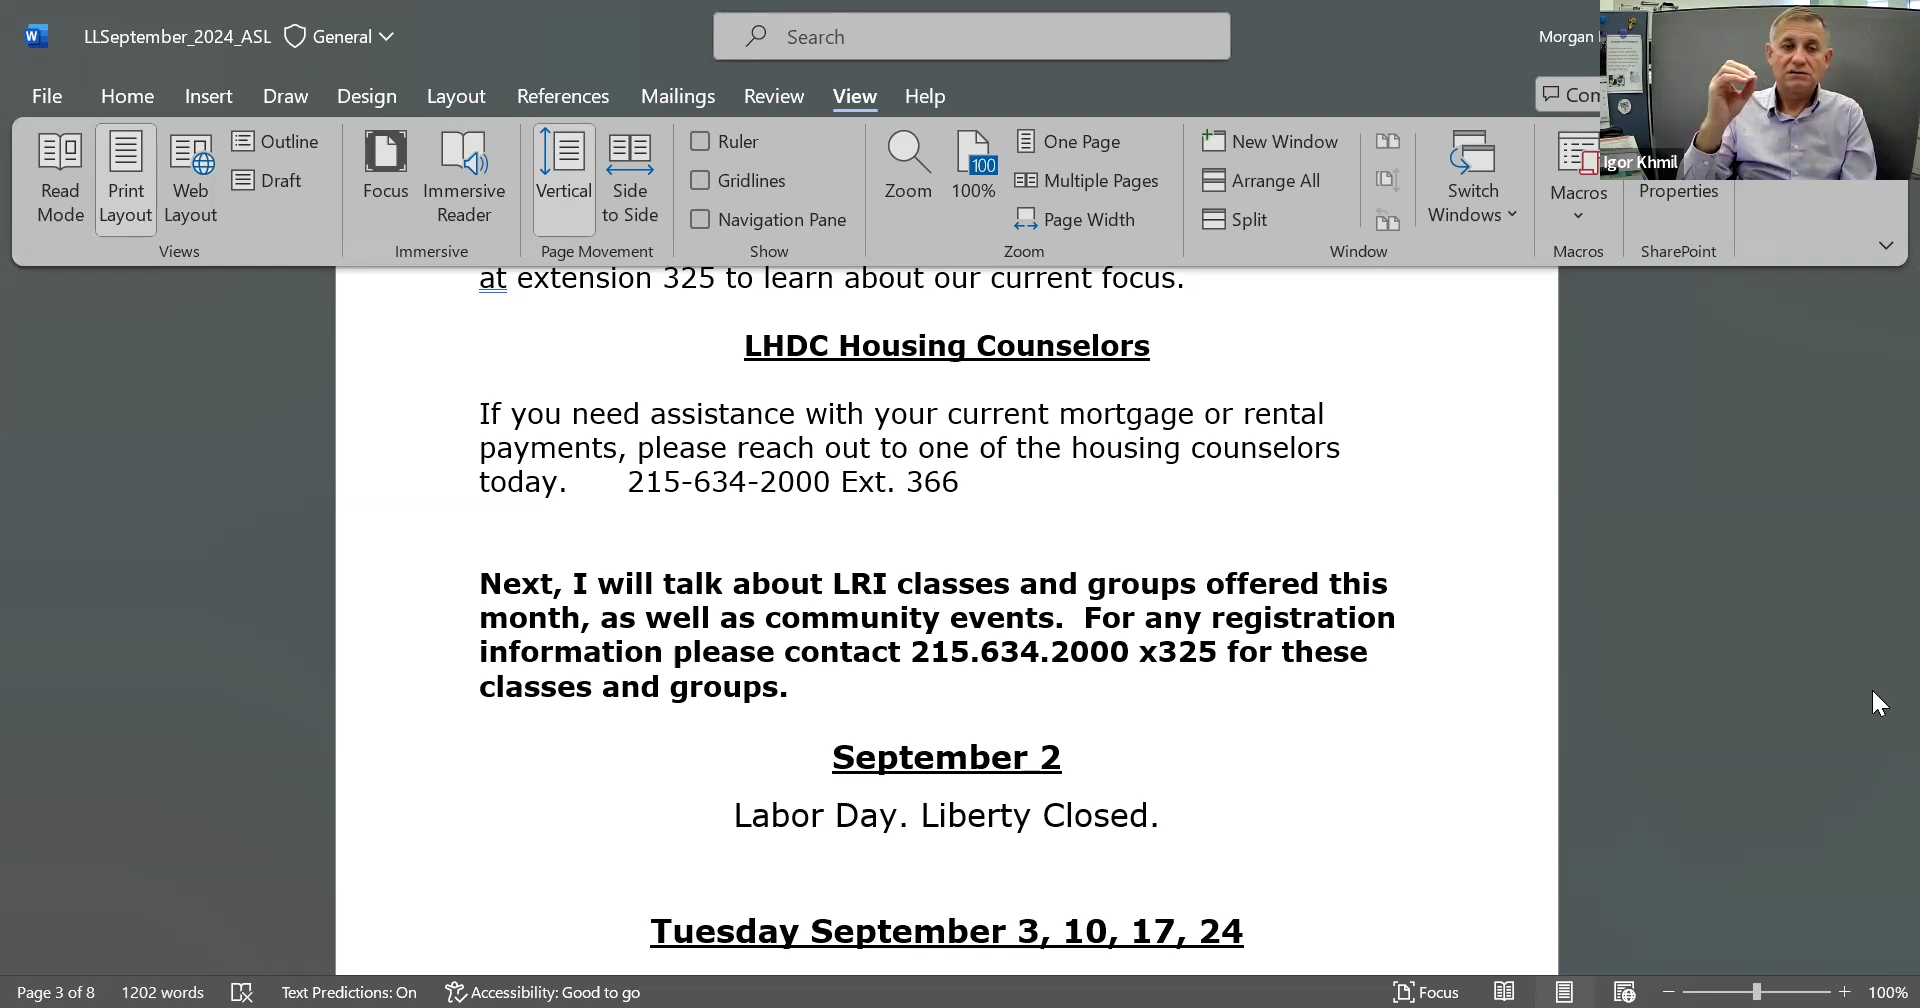 LLSeptember_2024_ASL General
Search
Morgan
File Home Insert Draw Design Layout References Mailings Review View Help
Com
Read Mode
Print Layout
Web Layout
Outline
Draft
Views
Focus
Immersive Reader
Immersive
Vertical
Side to Side
Page Movement
Ruler
Gridlines
Navigation Pane
Show
Zoom
100
100%
One Page
Multiple Pages
Page Width
Zoom
New Window
Arrange All
Split
Switch Windows
Window
Macros
Macros
Properties
SharePoint
Igor Khmil
at extension 325 to learn about our current focus.
LHDC Housing Counselors
If you need assistance with your current mortgage or rental
payments, please reach out to one of the housing counselors
today. 215-634-2000 Ext. 366
Next, I will talk about LRI classes and groups offered this
month, as well as community events. For any registration
information please contact 215.634.2000 x325 for these
classes and groups.
September 2
Labor Day. Liberty Closed.
Tuesday September 3, 10, 17, 24
Page 3 of 8 1202 words Text Predictions: On Accessibility: Good to go Focus 100%